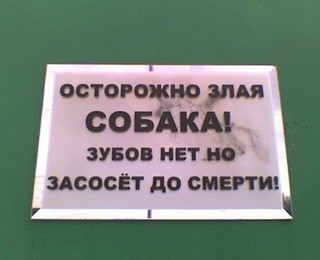 ОСТОРОЖНО ЗЛАЯ
СОБАКА!
ЗУБОВ НЕТ НО
ЗАСОСЁТ ДО СМЕРТИ!